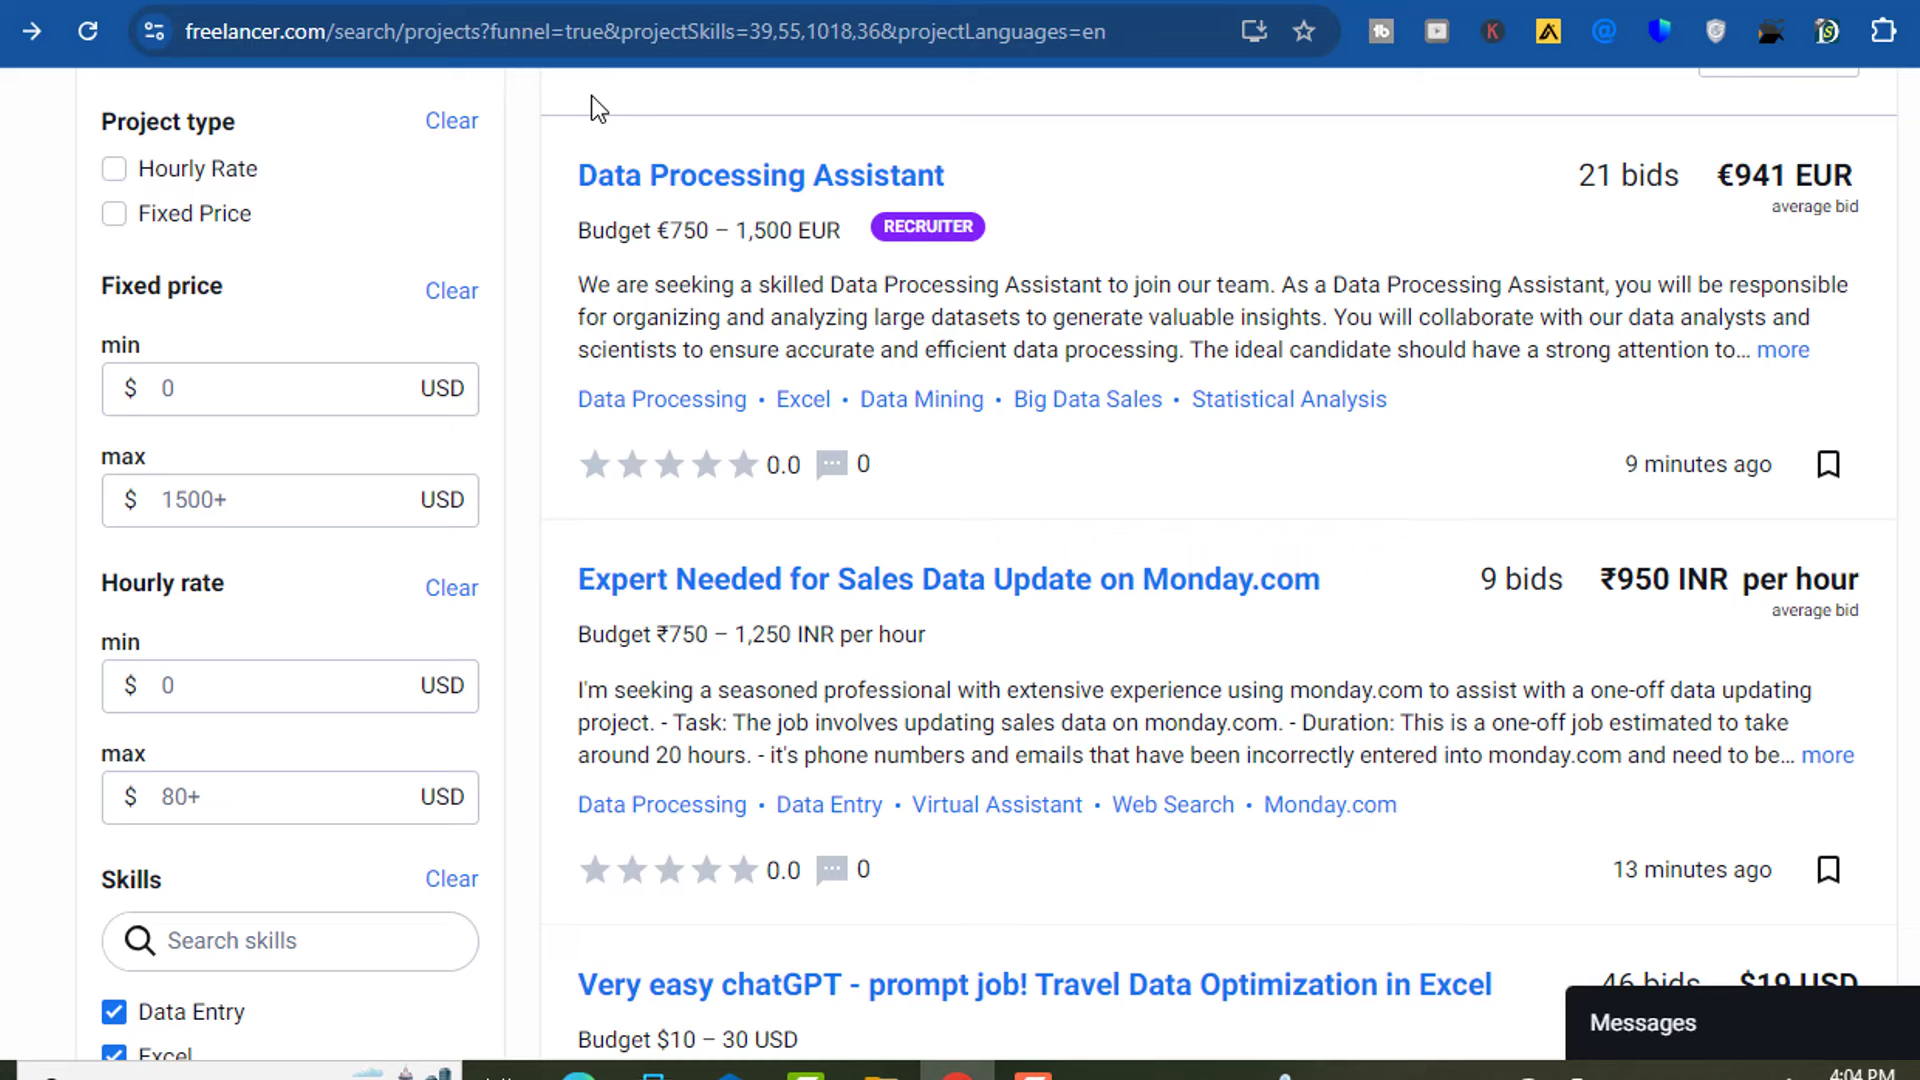 freelancer.com/search/projects?funnel=true&projectSkills=39,55,1018,36&projectLanguages=en
Project type Clear
Hourly Rate
Fixed Price
Fixed price Clear
min
$ 0 USD
max
$ 1500+ USD
Hourly rate Clear
min
$ 0 USD
max
$ 80+ USD
Skills Clear
Search skills
Data Entry
Excel
Data Processing Assistant 21 bids €941 EUR
average bid
Budget €750 – 1,500 EUR RECRUITER
We are seeking a skilled Data Processing Assistant to join our team. As a Data Processing Assistant, you will be responsible
for organizing and analyzing large datasets to generate valuable insights. You will collaborate with our data analysts and
scientists to ensure accurate and efficient data processing. The ideal candidate should have a strong attention to... more
Data Processing • Excel • Data Mining • Big Data Sales • Statistical Analysis
0.0 0 9 minutes ago
Expert Needed for Sales Data Update on Monday.com 9 bids ₹950 INR per hour
average bid
Budget ₹750 – 1,250 INR per hour
I'm seeking a seasoned professional with extensive experience using monday.com to assist with a one-off data updating
project. - Task: The job involves updating sales data on monday.com. - Duration: This is a one-off job estimated to take
around 20 hours. - it's phone numbers and emails that have been incorrectly entered into monday.com and need to be... more
Data Processing • Data Entry • Virtual Assistant • Web Search • Monday.com
0.0 0 13 minutes ago
Very easy chatGPT - prompt job! Travel Data Optimization in Excel 46 bids $19 USD
Budget $10 – 30 USD
Messages
4:04 PM